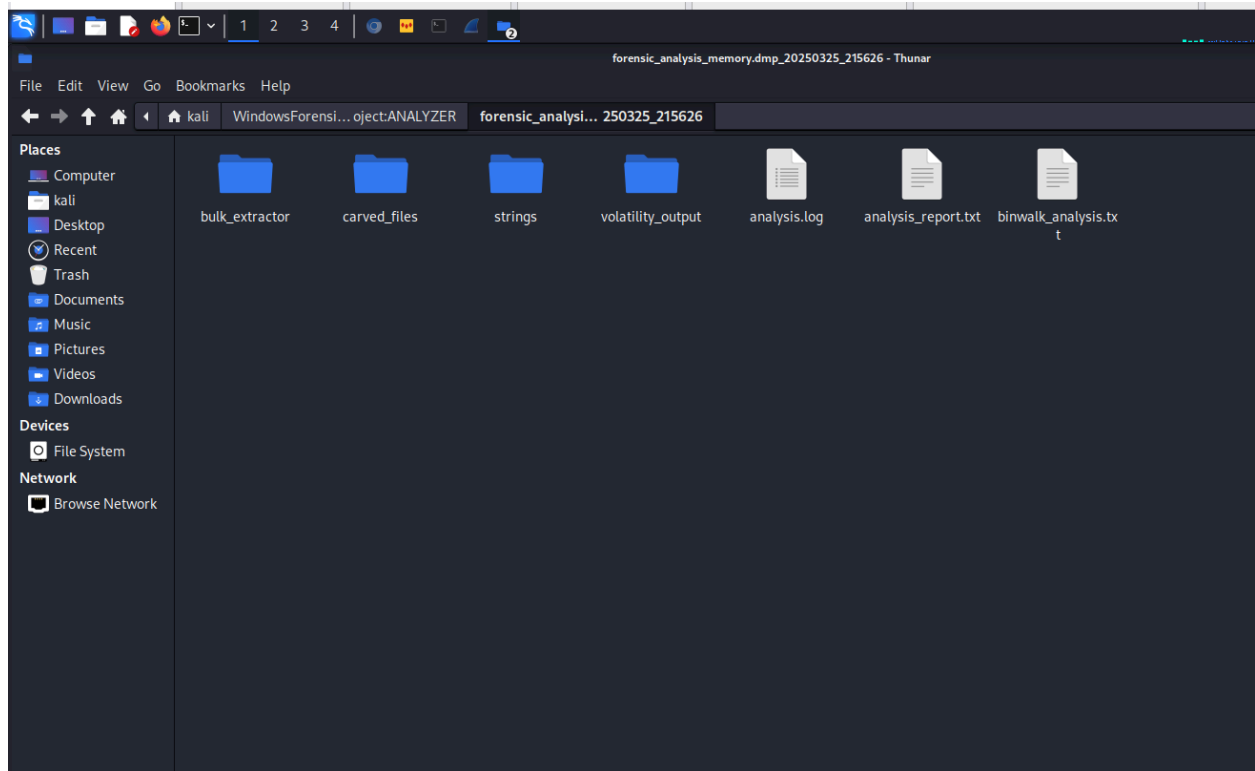 1 2 3 4 2
forensic_analysis_memory.dmp_20250325_215626 - Thunar
File Edit View Go Bookmarks Help
kali WindowsForensi... oject:ANALYZER forensic_analysi... 250325_215626
Places
Computer
kali
Desktop
Recent
Trash
Documents
Music
Pictures
Videos
Downloads
Devices
File System
Network
Browse Network
bulk_extractor carved_files strings volatility_output analysis.log analysis_report.txt binwalk_analysis.tx
t